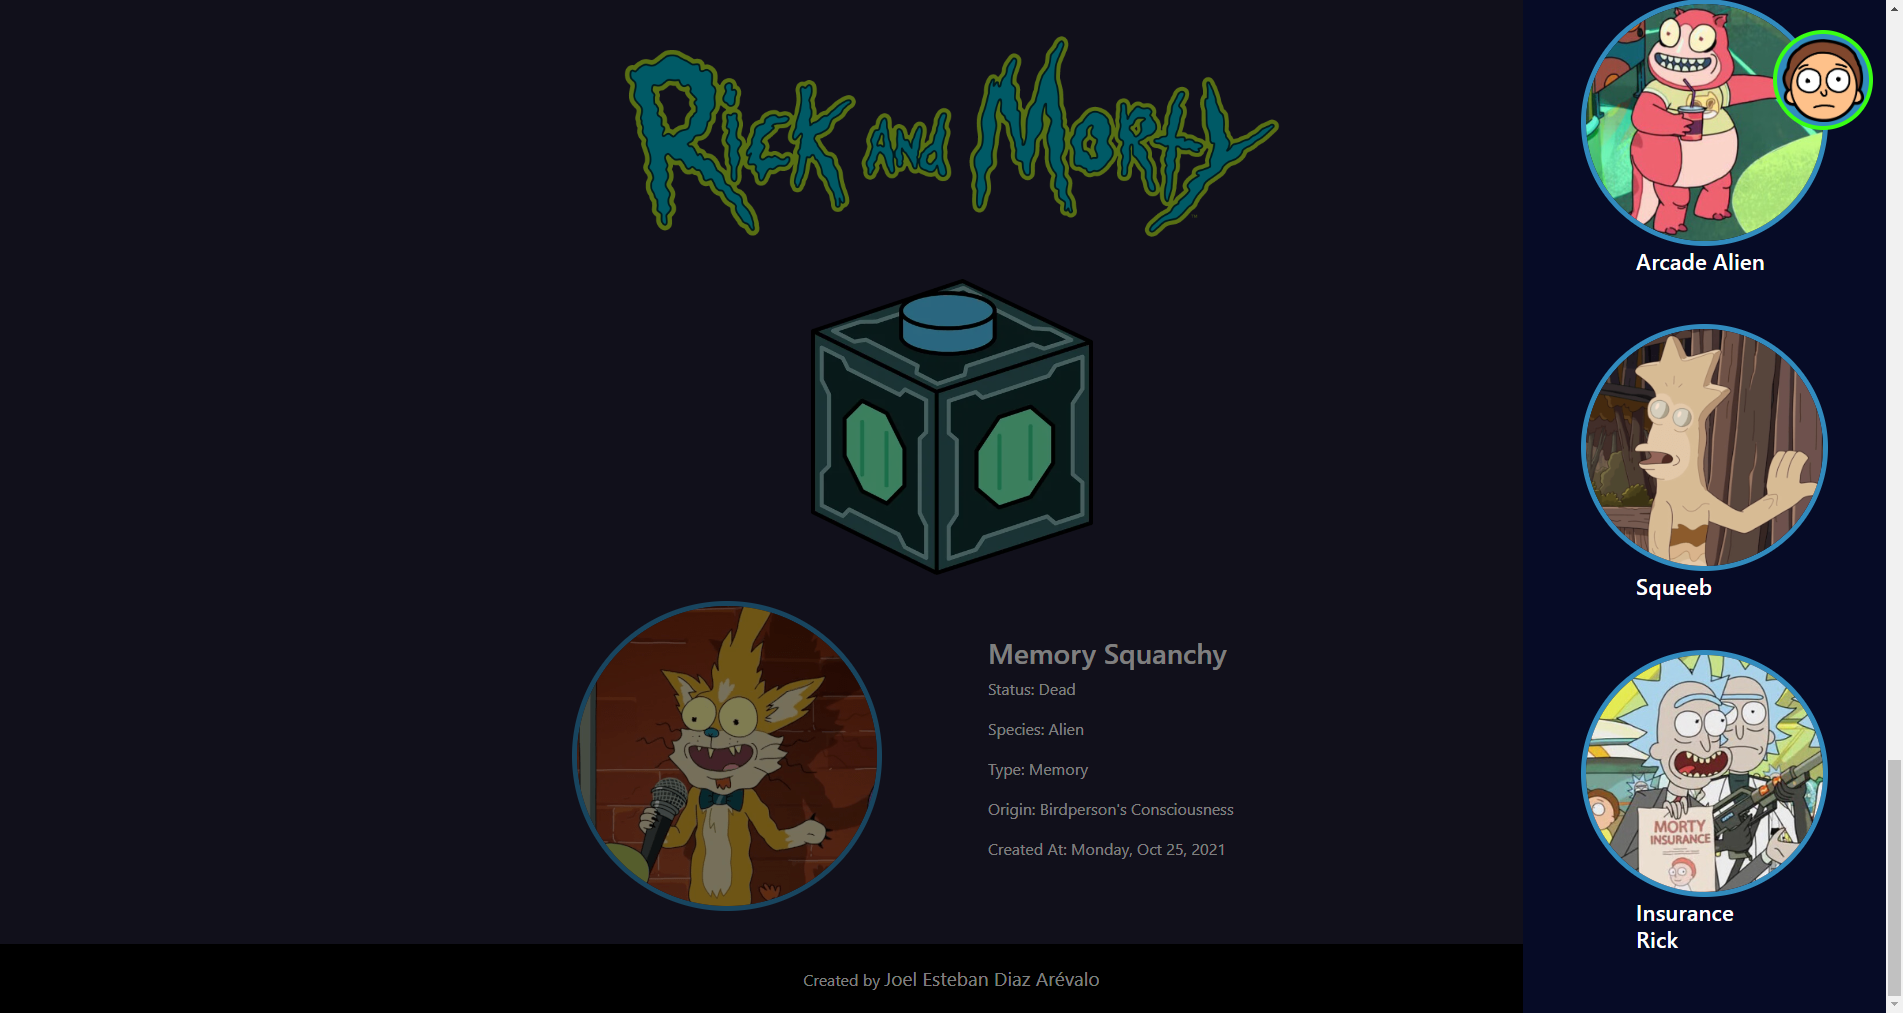 Rick and Morty
Memory Squanchy
Status: Dead
Species: Alien
Type: Memory
Origin: Birdperson's Consciousness
Created At: Monday, Oct 25, 2021
Created by Joel Esteban Diaz Arévalo
Arcade Alien
Squeeb
MORTY
INSURANCE
Insurance
Rick